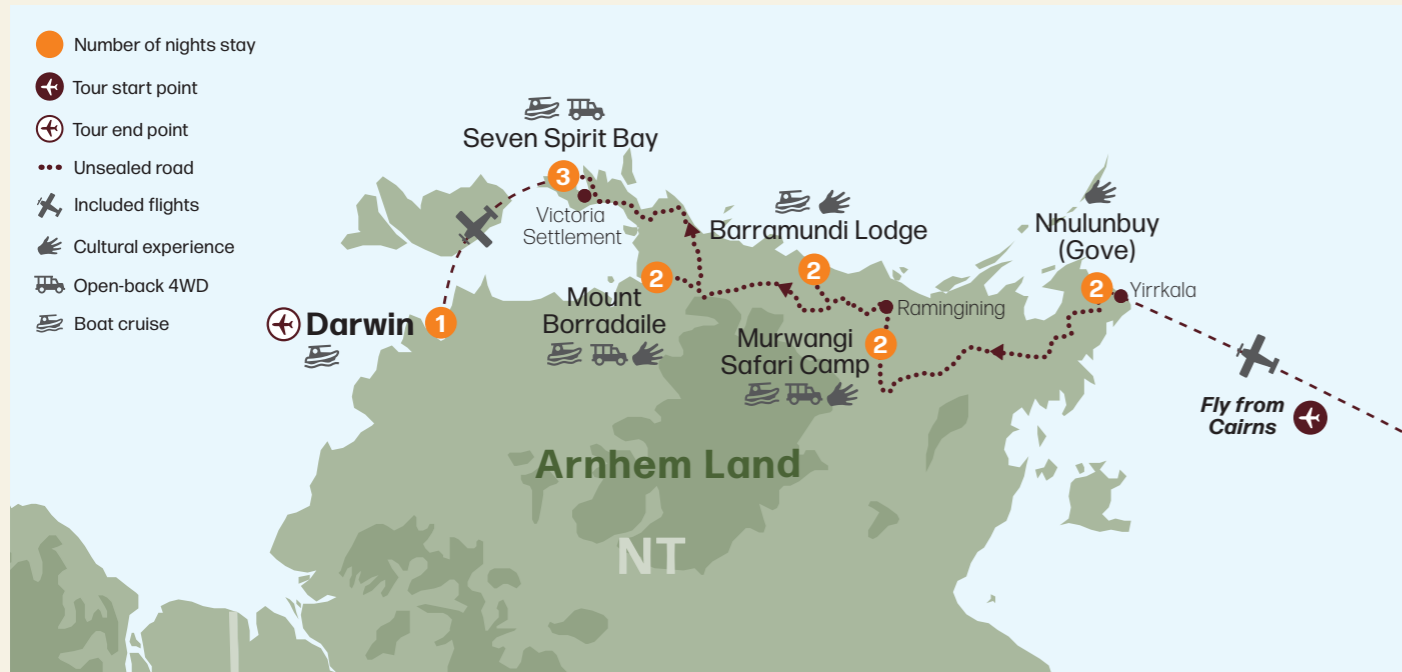 Number of nights stay
Tour start point
Tour end point
Unsealed road
Included flights
Cultural experience
Open-back 4WD
Boat cruise
Seven Spirit Bay
3
Victoria
Settlement
Barramundi Lodge
2
Nhulunbuy
(Gove)
2
Yirrkala
2
Mount
Borradaile
Ramingining
Darwin
1
Murwangi
Safari Camp
2
Fly from
Cairns
Arnhem Land
NT